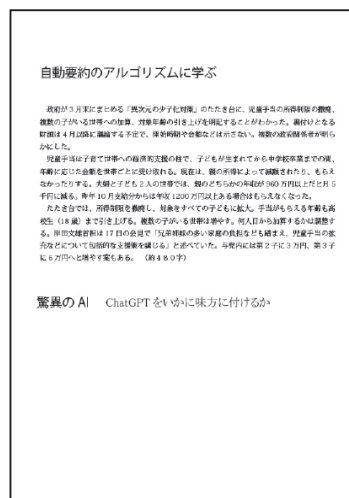 自動要約のアルゴリズムに学ぶ
政府が3月末にまとめる「異次元の少子化対策」のたたき台に、児童手当の所得制限の撤廃、
複数の子がいる世帯への加算、対象年齢の引き上げを明記することがわかった。裏付けとなる
財源は4月以降に議論する予定で、開始時期や金額などは示さない。複数の政府関係者が明ら
かにした。
児童手当は子育て世帯への経済的支援の柱で、子どもが生まれてから中学校卒業までの間、
年齢に応じた金額を世帯ごとに受け取れる。現在は、親の所得によって減額されたり、もらえ
なかったりする。夫婦と子ども2人の世帯では、親のどちらかの年収が960万円以上だと月5
千円に減る。昨年10月支給分からは年収1200万円以上ある場合はもらえなくなった。
たたき台では、所得制限を撤廃し、対象をすべての子どもに拡大。手当がもらえる年齢も高
校生（18歳）まで引き上げる。複数の子がいる世帯は増やす。何人目から加算するかは調整す
る。岸田文雄首相は17日の会見で「兄弟姉妹の多い家庭の負担なども踏まえ、児童手当の拡
充などについて包括的な支援策を講じる」と述べていた。与党内には第2子に3万円、第3子
に6万円へと増やす案もある。（約480字）
驚異のAI　ChatGPTをいかに味方に付けるか